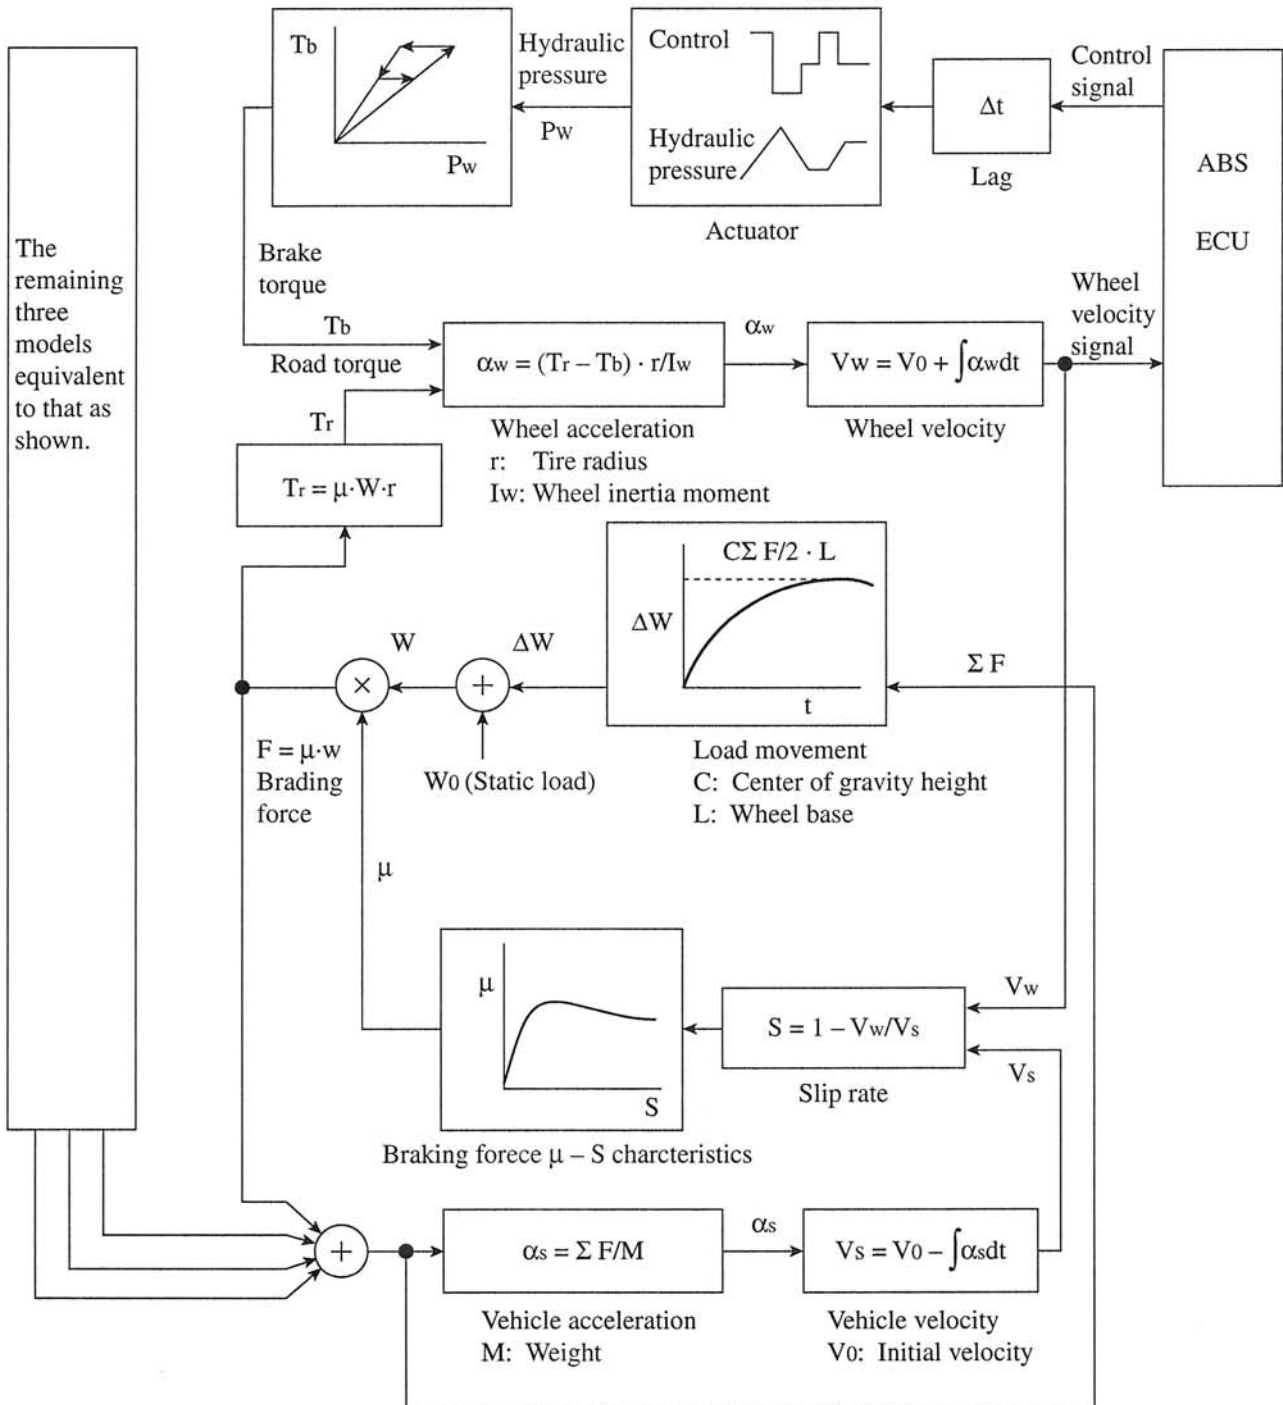 The
remaining
three
models
equivalent
to that as
shown.
Tb
Pw
Hydraulic
pressure
Pw
Control
Hydraulic
pressure
Actuator
Δt
Lag
Control
signal
ABS
ECU
Brake
torque
Tb
Road torque
Tr
Tr = μ·W·r
αw = (Tr – Tb) · r/Iw
Wheel acceleration
r: Tire radius
Iw: Wheel inertia moment
αw
Vw = V0 + ∫αwdt
Wheel velocity
Wheel
velocity
signal
CΣ F/2 · L
ΔW
t
Load movement
C: Center of gravity height
L: Wheel base
Σ F
ΔW
+
W0 (Static load)
W
×
F = μ·w
Brading
force
μ
μ
S
Braking forece μ – S charcteristics
S = 1 – Vw/Vs
Slip rate
Vw
Vs
+
αs = Σ F/M
Vehicle acceleration
M: Weight
αs
Vs = V0 – ∫αsdt
Vehicle velocity
V0: Initial velocity